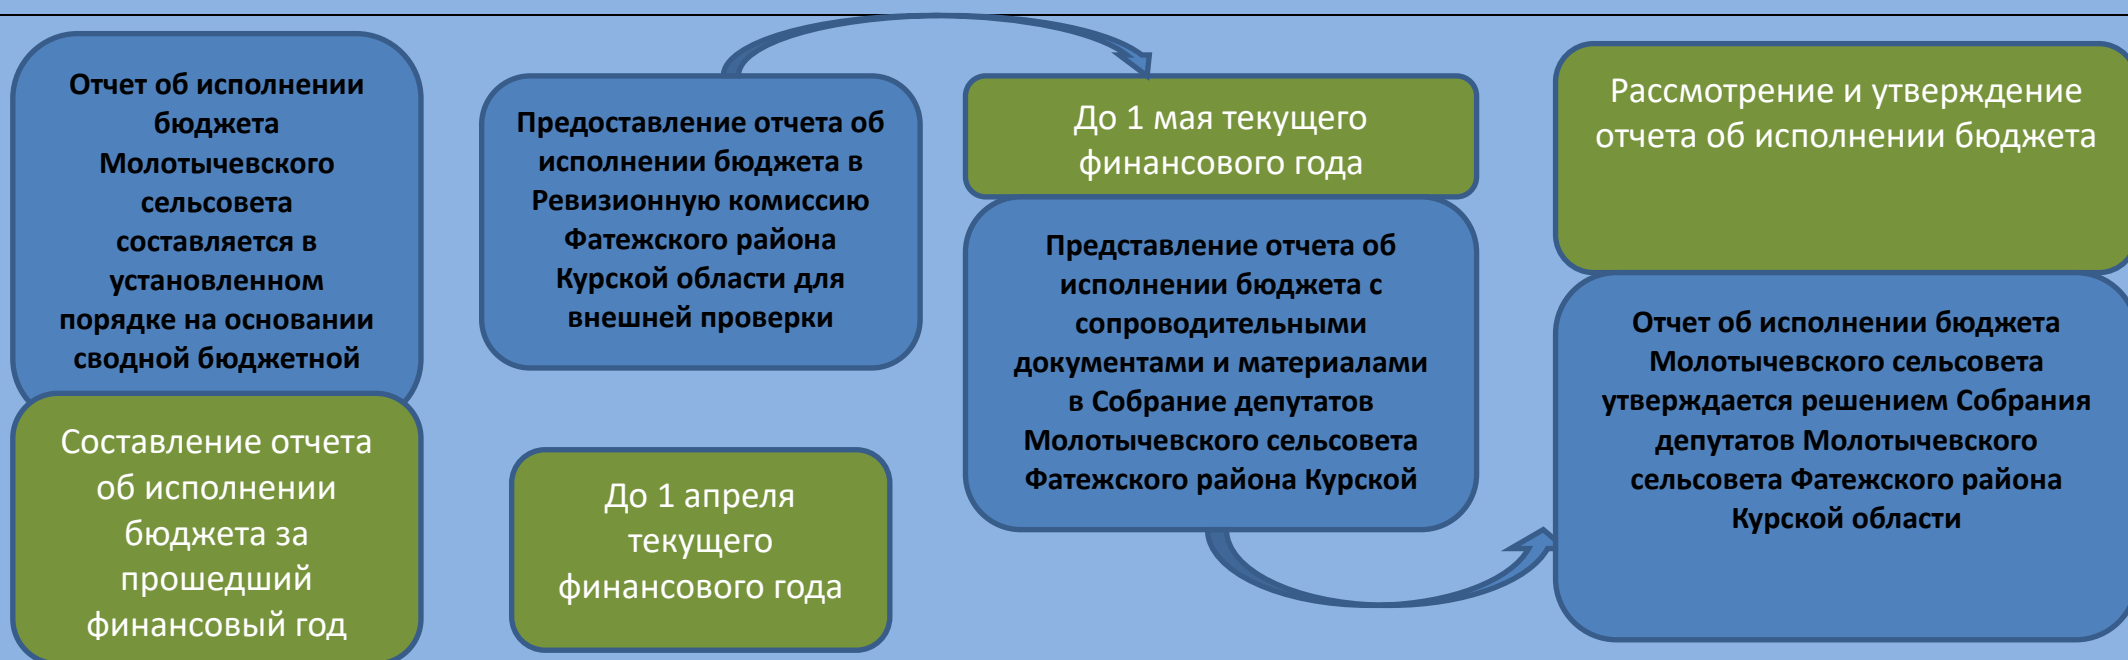 Отчет об исполнении
бюджета
Молотычевского
сельсовета
составляется в
установленном
порядке на основании
сводной бюджетной
Составление отчета
об исполнении
бюджета за
прошедший
финансовый год
Предоставление отчета об
исполнении бюджета в
Ревизионную комиссию
Фатежского района
Курской области для
внешней проверки
До 1 апреля
текущего
финансового года
До 1 мая текущего
финансового года
Представление отчета об
исполнении бюджета с
сопроводительными
документами и материалами
в Собрание депутатов
Молотычевского сельсовета
Фатежского района Курской
Рассмотрение и утверждение
отчета об исполнении бюджета
Отчет об исполнении бюджета
Молотычевского сельсовета
утверждается решением Собрания
депутатов Молотычевского
сельсовета Фатежского района
Курской области